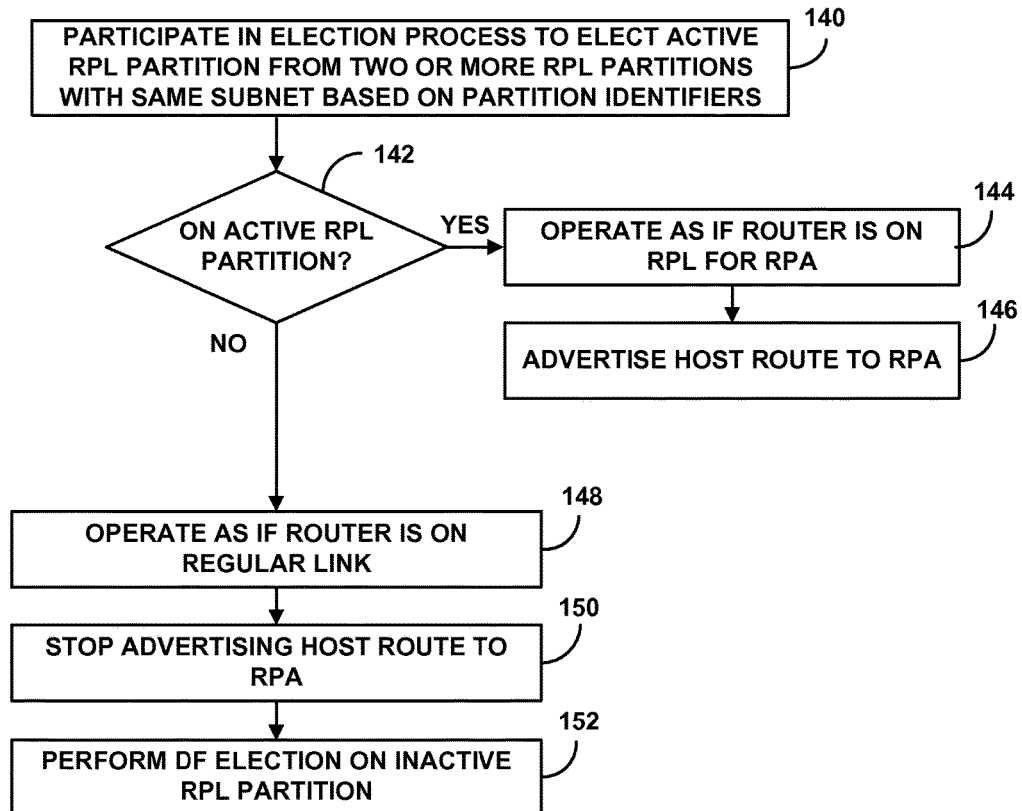 PARTICIPATE IN ELECTION PROCESS TO ELECT ACTIVE
RPL PARTITION FROM TWO OR MORE RPL PARTITIONS
WITH SAME SUBNET BASED ON PARTITION IDENTIFIERS
140
142
ON ACTIVE RPL
PARTITION?
YES
NO
OPERATE AS IF ROUTER IS ON
RPL FOR RPA
144
ADVERTISE HOST ROUTE TO RPA
146
OPERATE AS IF ROUTER IS ON
REGULAR LINK
148
STOP ADVERTISING HOST ROUTE TO
RPA
150
PERFORM DF ELECTION ON INACTIVE
RPL PARTITION
152